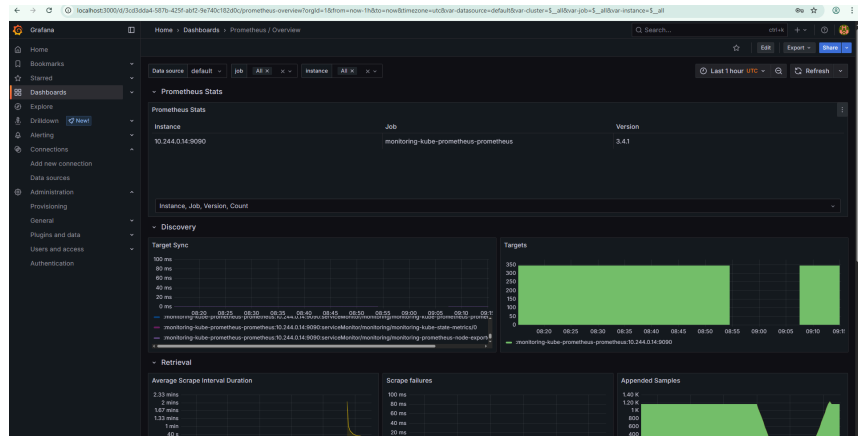 localhost:3000/d/3cd3dda4-587b-425f-abf2-9e740c182d0c/prometheus-overview?orgId=1&from=now-1h&to=now&timezone=utc&var-datasource=default&var-cluster=$__all&var-job=$__all&var-instance=$__all
Grafana
Home > Dashboards > Prometheus / Overview
Search...
ctrl+k
Home
Edit
Export
Share
Bookmarks
Starred
Data source default
job All ×
instance All ×
Last 1 hour UTC
Refresh
Dashboards
Prometheus Stats
Explore
Prometheus Stats
Drilldown New!
Instance Job Version
Alerting
10.244.0.14:9090 monitoring-kube-prometheus-prometheus 3.4.1
Connections
Add new connection
Data sources
Administration
Provisioning
Instance, Job, Version, Count
General
Discovery
Plugins and data
Target Sync
Targets
Users and access
Authentication
100 ms
80 ms
60 ms
40 ms
20 ms
0 ms
08:20 08:25 08:30 08:35 08:40 08:45 08:50 08:55 09:00 09:05 09:10
:monitoring-kube-prometheus-prometheus:10.244.0.14:9090:serviceMonitor/monitoring/monitoring-kube-state-metrics/0
:monitoring-kube-prometheus-prometheus:10.244.0.14:9090:serviceMonitor/monitoring/monitoring-prometheus-node-export
350
300
250
200
150
100
50
0
08:20 08:25 08:30 08:35 08:40 08:45 08:50 08:55 09:00 09:05 09:10
:monitoring-kube-prometheus-prometheus:10.244.0.14:9090
Retrieval
Average Scrape Interval Duration
2.33 mins
2 mins
1.67 mins
1.33 mins
1 min
40 s
Scrape failures
100 ms
80 ms
60 ms
40 ms
20 ms
Appended Samples
1.40 K
1.20 K
1 K
800
600
400